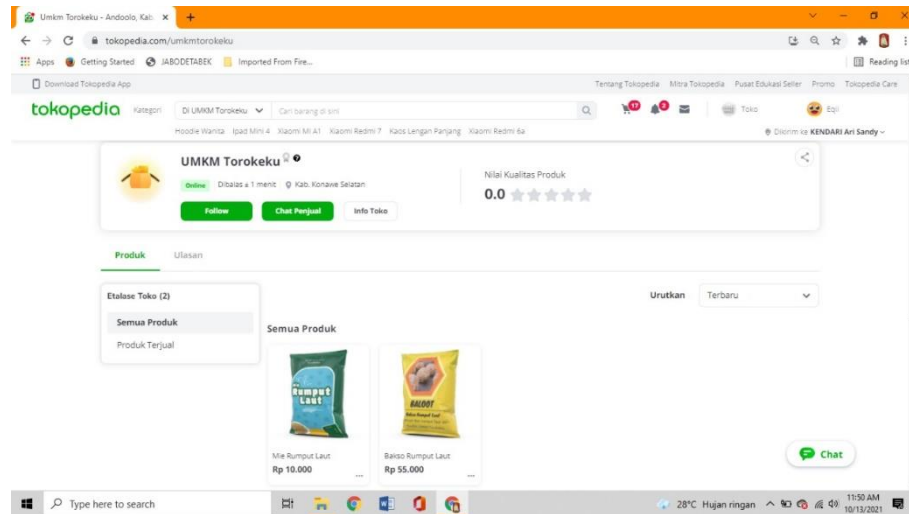 Umkm Torokeku - Andoolo, Kab.
tokopedia.com/umkmtorokeku
Apps Getting Started JABODETABEK Imported From Fire... Reading list
Download Tokopedia App Tentang Tokopedia Mitra Tokopedia Pusat Edukasi Seller Promo Tokopedia Care
tokopedia Kategori Di UMKM Torokeku Cari barang di sini 17 2 Toko Eqil
Hoodie Wanita Ipad Mini 4 Xiaomi Mi A1 Xiaomi Redmi 7 Kaos Lengan Panjang Xiaomi Redmi 6a Dikirim ke KENDARI Ari Sandy
UMKM Torokeku
Online Dibalas ± 1 menit Kab. Konawe Selatan
Follow Chat Penjual Info Toko
Nilai Kualitas Produk
0.0
Produk Ulasan
Etalase Toko (2)
Semua Produk
Produk Terjual
Urutkan Terbaru
Semua Produk
Rumput
Laut
BALOOT
Bakso Rumput Laut
Mie Rumput Laut
Rp 10.000 ...
Bakso Rumput Laut
Rp 55.000 ...
Chat
Type here to search
28°C Hujan ringan
11:50 AM
10/13/2021